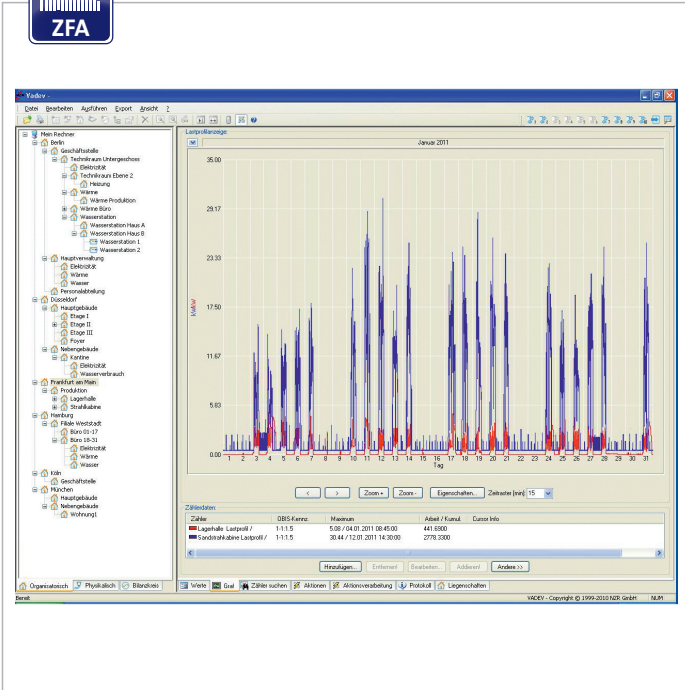 ZFA
Yadev -
Datei Bearbeiten Ausführen Export Ansicht ?
Mein Rechner
Berlin
Geschäftsstelle
Technikraum Untergeschoss
Elektrizität
Technikraum Ebene 2
Heizung
Wärme
Wärme Produktion
Wärme Büro
Wasserstation
Wasserstation Haus A
Wasserstation Haus B
Wasserstation 1
Wasserstation 2
Hauptverwaltung
Elektrizität
Wärme
Wasser
Personalabteilung
Düsseldorf
Hauptgebäude
Etage I
Etage II
Etage III
Foyer
Nebengebäude
Kantine
Elektrizität
Wasserverbrauch
Frankfurt am Main
Produktion
Lagerhalle
Strahlkabine
Hamburg
Filiale Weststadt
Büro 01-17
Büro 18-31
Elektrizität
Wärme
Wasser
Köln
Geschäftsstelle
München
Hauptgebäude
Nebengebäude
Wohnung1
Organisatorisch Physikalisch Bilanzkreis
Lastprofilanzeige:
Januar 2011
35.00
29.17
23.33
17.50
11.67
5.83
0.00
kW/kW
1 2 3 4 5 6 7 8 9 10 11 12 13 14 15 16 17 18 19 20 21 22 23 24 25 26 27 28 29 30 31
Tag
< > Zoom + Zoom - Eigenschaften... Zeitraster [min]: 15
Zählerdaten:
Zähler OBIS-Kennz. Maximum Arbeit / Kumul. Cursor Info
Lagerhalle Lastprofil / 1-1:1.5 5.08 / 04.01.2011 08:45:00 441.6900
Sandstrahlkabine Lastprofil / 1-1:1.5 30.44 / 12.01.2011 14:30:00 2778.3300
Hinzufügen... Entfernen! Bearbeiten... Addieren! Andere >>
Werte Graf Zähler suchen Aktionen Aktionsverarbeitung Protokoll Liegenschaften
Bereit VADEV - Copyright © 1999-2010 NZR GmbH NUM